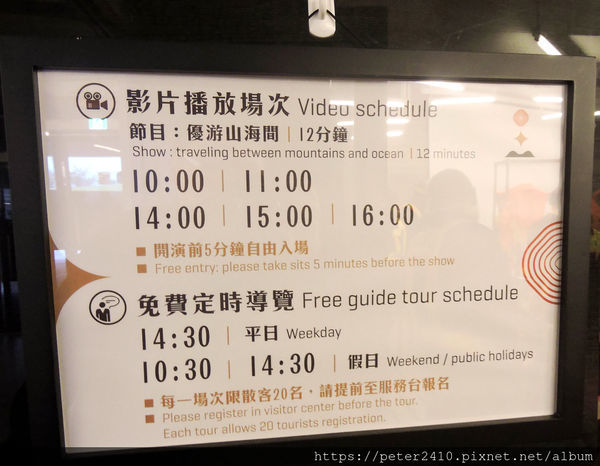 影片播放場次 Video schedule
節目：優游山海間 | 12分鐘
Show : traveling between mountains and ocean | 12 minutes
10:00 | 11:00
14:00 | 15:00 | 16:00
■ 開演前5分鐘自由入場
■ Free entry: please take sits 5 minutes before the show
免費定時導覽 Free guide tour schedule
14:30 | 平日 Weekday
10:30 | 14:30 | 假日 Weekend / public holidays
■ 每一場次限散客20名，請提前至服務台報名
■ Please register in visitor center before the tour.
Each tour allows 20 tourists registration.
https://peter2410.pixnet.net/album